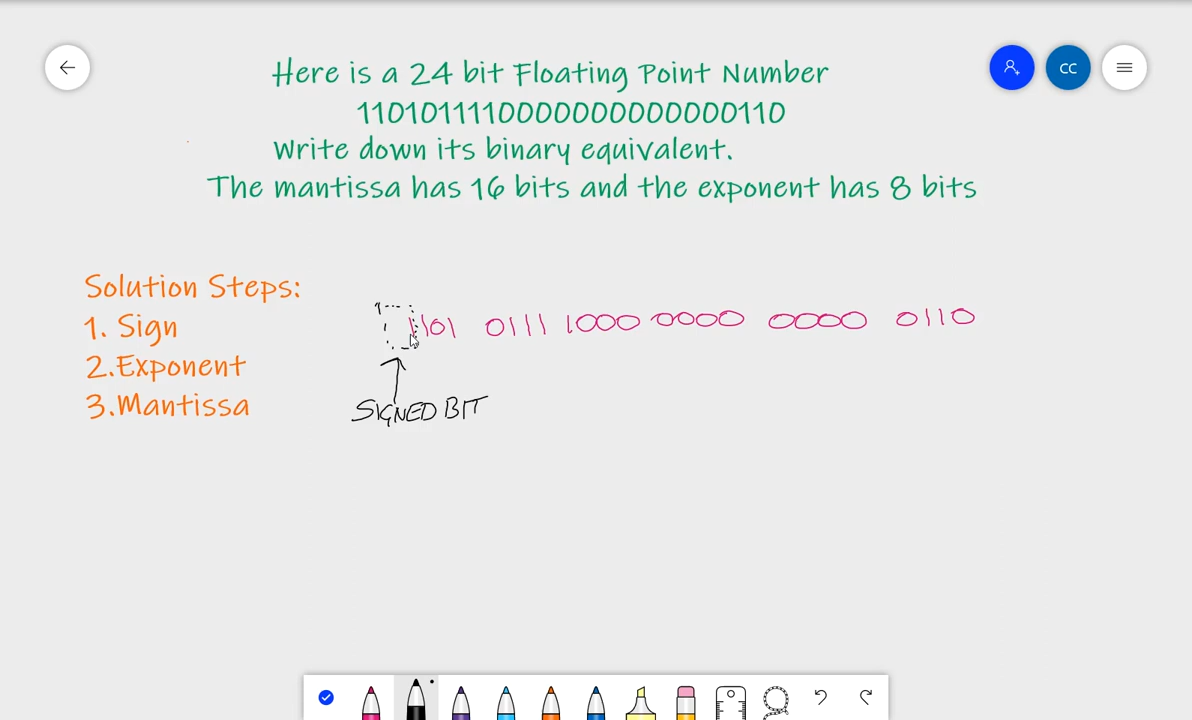 Here is a 24 bit Floating Point Number
110101111000000000000110
Write down its binary equivalent.
The mantissa has 16 bits and the exponent has 8 bits
Solution Steps:
1. Sign
2.Exponent
3.Mantissa
1101 0111 1000 0000 0000 0110
SIGNED BIT
CC